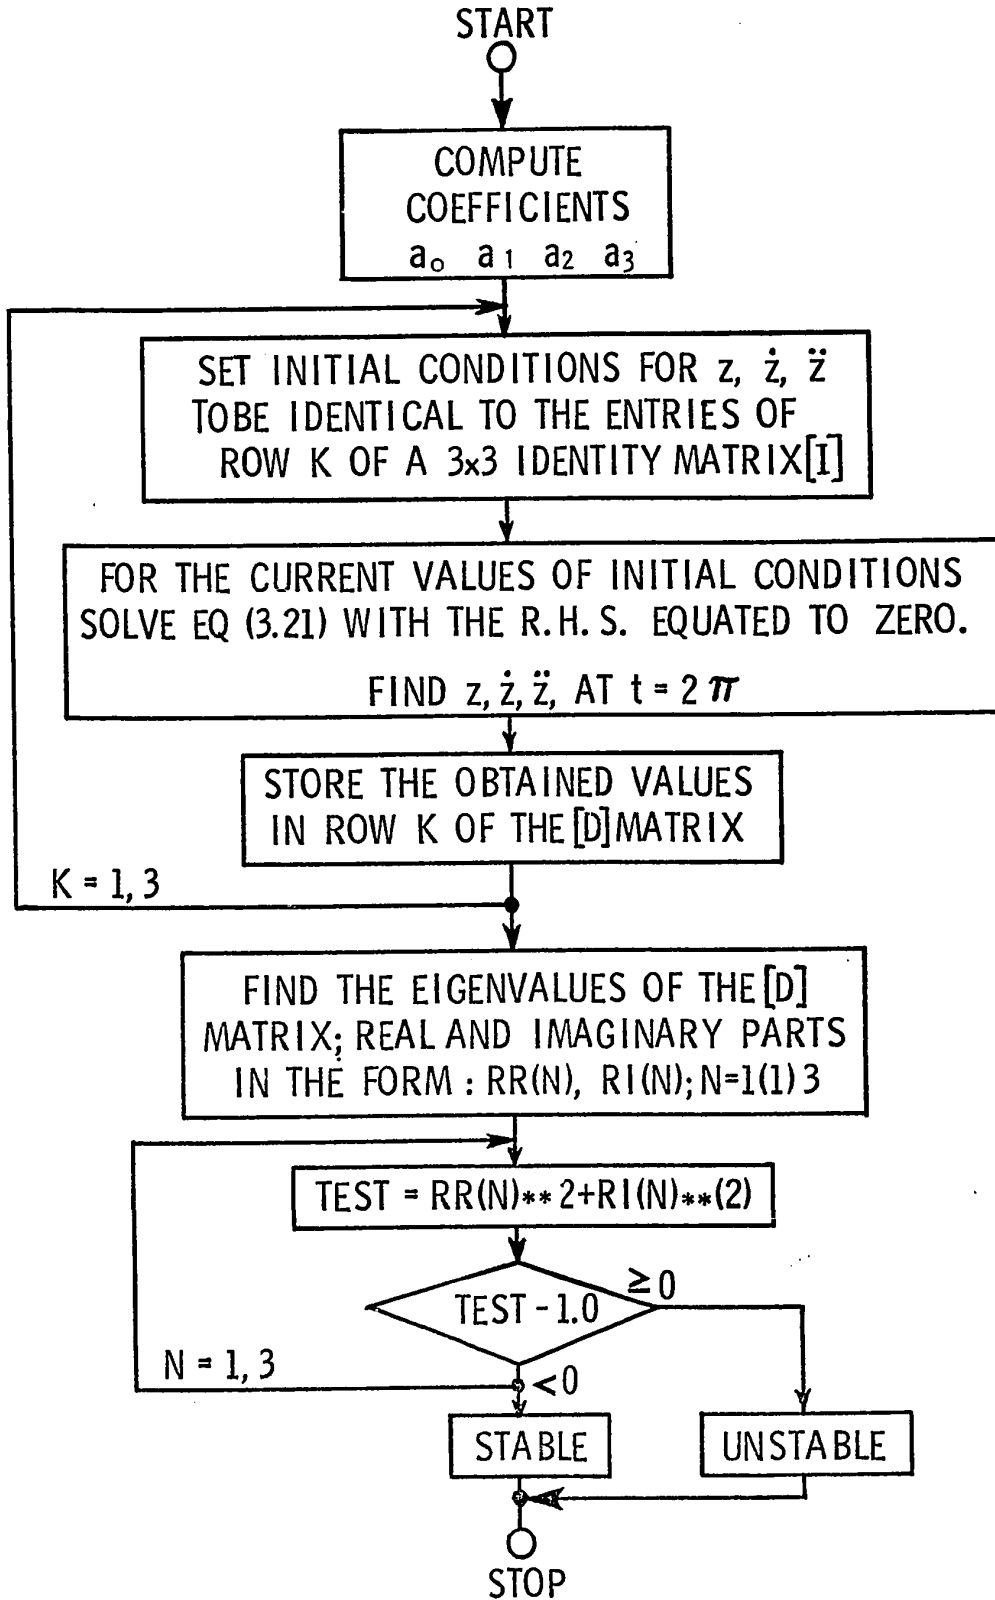 START
COMPUTE
COEFFICIENTS
a₀ a₁ a₂ a₃
SET INITIAL CONDITIONS FOR z, ż, z̈
TOBE IDENTICAL TO THE ENTRIES OF
ROW K OF A 3x3 IDENTITY MATRIX[I]
FOR THE CURRENT VALUES OF INITIAL CONDITIONS
SOLVE EQ (3.21) WITH THE R.H.S. EQUATED TO ZERO.
FIND z, ż, z̈, AT t = 2 π
STORE THE OBTAINED VALUES
IN ROW K OF THE [D] MATRIX
K = 1, 3
FIND THE EIGENVALUES OF THE [D]
MATRIX; REAL AND IMAGINARY PARTS
IN THE FORM : RR(N), RI(N); N=1(1)3
TEST = RR(N)** 2+RI(N)**(2)
≥ 0
TEST - 1.0
N = 1, 3
< 0
STABLE
UNSTABLE
STOP